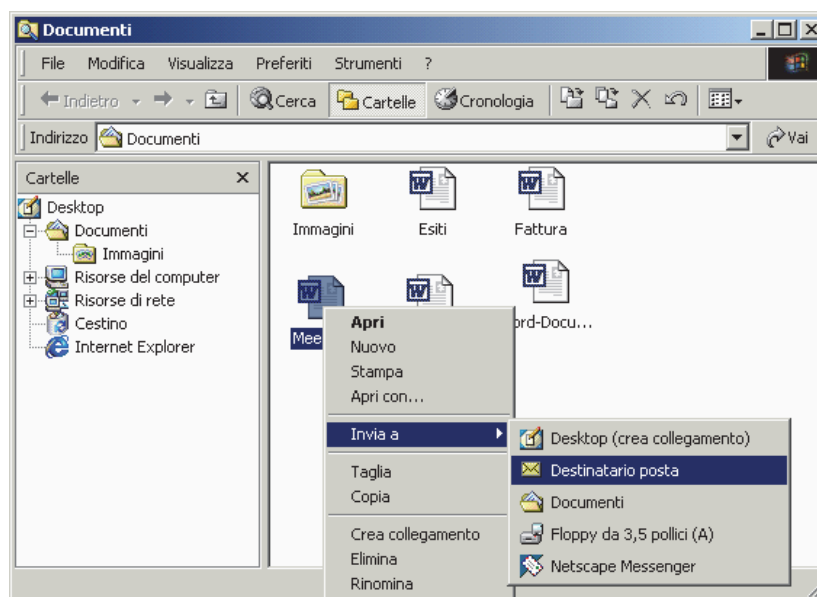 Documenti
File Modifica Visualizza Preferiti Strumenti ?
Indietro Cerca Cartelle Cronologia
Indirizzo Documenti Vai
Cartelle
Desktop
Documenti
Immagini
Risorse del computer
Risorse di rete
Cestino
Internet Explorer
Immagini Esiti Fattura
Mee
ord-Docu...
Apri
Nuovo
Stampa
Apri con...
Invia a
Taglia
Copia
Crea collegamento
Elimina
Rinomina
Desktop (crea collegamento)
Destinatario posta
Documenti
Floppy da 3,5 pollici (A)
Netscape Messenger